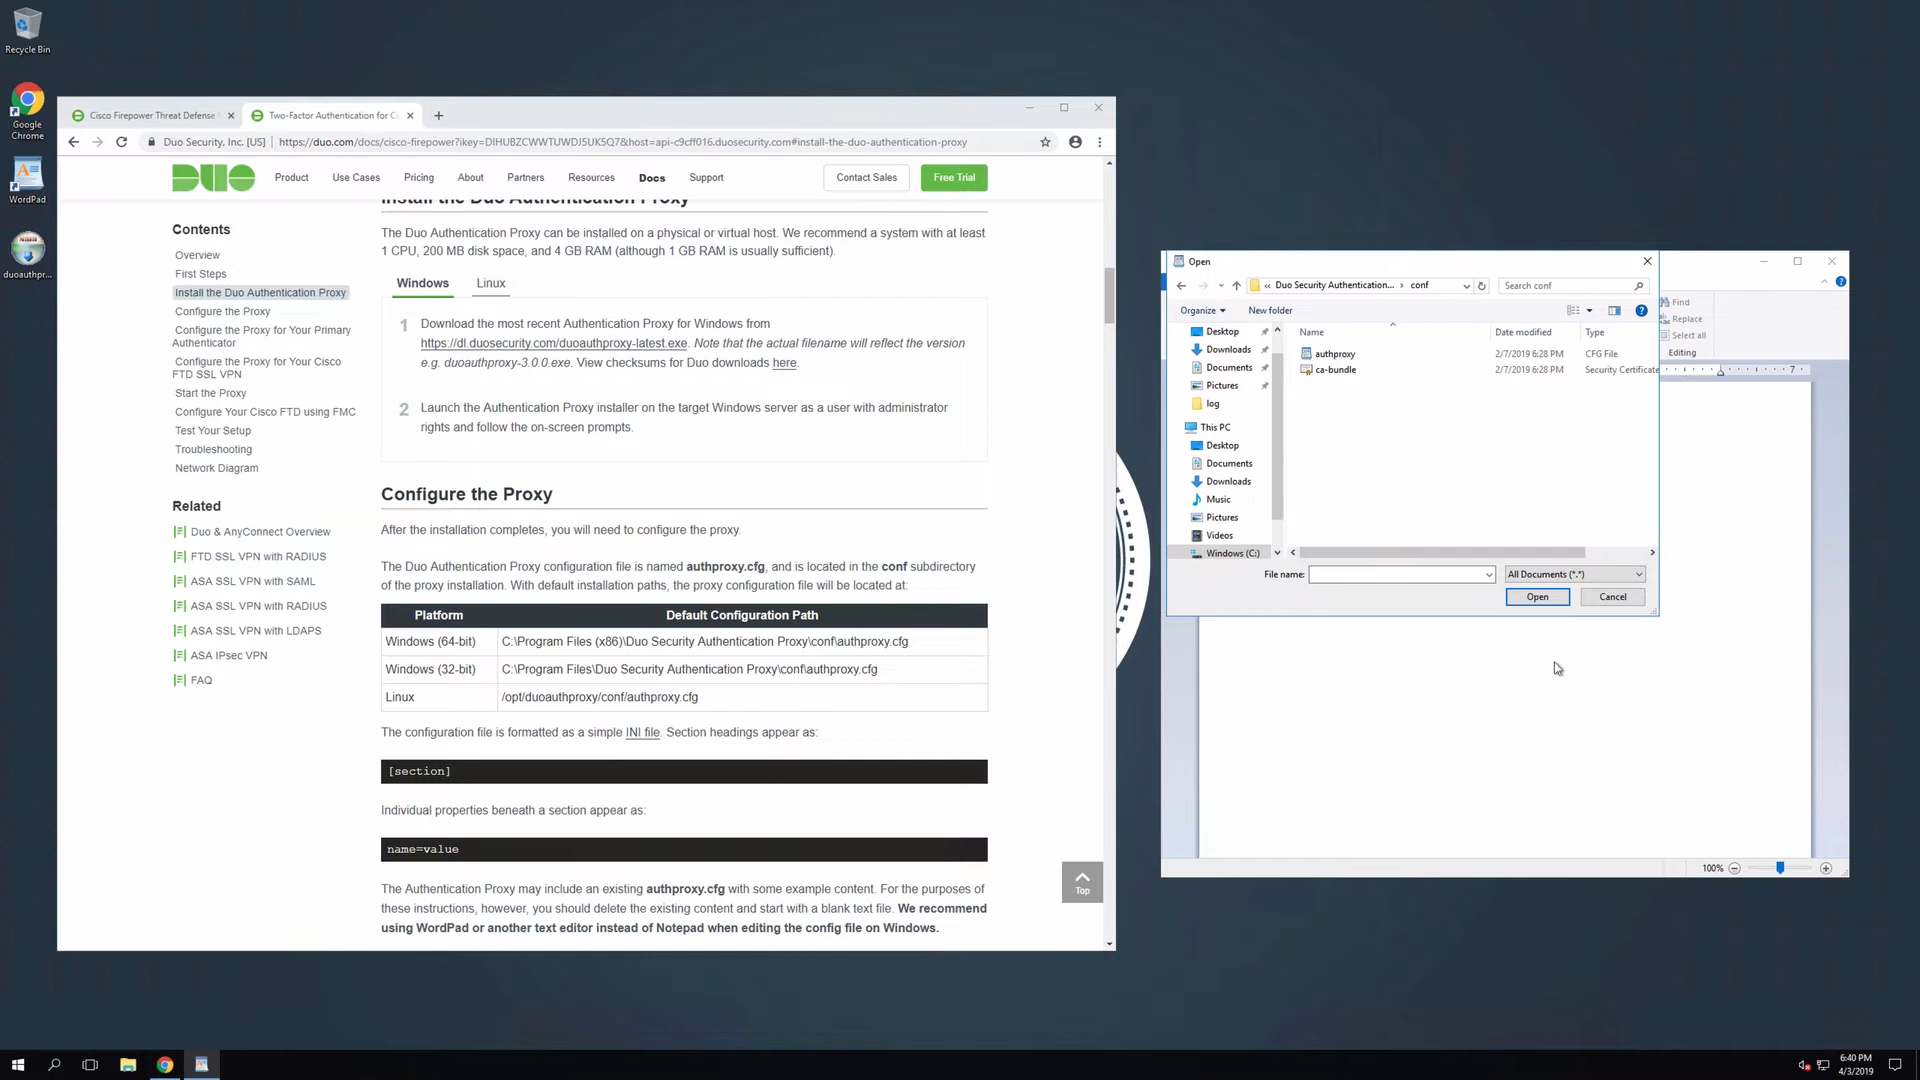 Recycle Bin
Google
Chrome
WordPad
duoauthpr...
Cisco Firepower Threat Defense
Two-Factor Authentication for Ci
Duo Security, Inc. [US]
https://duo.com/docs/cisco-firepower?ikey=DIHUBZCWWTUWDJ5UK5Q7&host=api-c9cff016.duosecurity.com#install-the-duo-authentication-proxy
DUO
Product
Use Cases
Pricing
About
Partners
Resources
Docs
Support
Contact Sales
Free Trial
Contents
Overview
First Steps
Install the Duo Authentication Proxy
Configure the Proxy
Configure the Proxy for Your Primary
Authenticator
Configure the Proxy for Your Cisco
FTD SSL VPN
Start the Proxy
Configure Your Cisco FTD using FMC
Test Your Setup
Troubleshooting
Network Diagram
Related
Duo & AnyConnect Overview
FTD SSL VPN with RADIUS
ASA SSL VPN with SAML
ASA SSL VPN with RADIUS
ASA SSL VPN with LDAPS
ASA IPsec VPN
FAQ
Install the Duo Authentication Proxy
The Duo Authentication Proxy can be installed on a physical or virtual host. We recommend a system with at least
1 CPU, 200 MB disk space, and 4 GB RAM (although 1 GB RAM is usually sufficient).
Windows
Linux
1 Download the most recent Authentication Proxy for Windows from
https://dl.duosecurity.com/duoauthproxy-latest.exe. Note that the actual filename will reflect the version
e.g. duoauthproxy-3.0.0.exe. View checksums for Duo downloads here.
2 Launch the Authentication Proxy installer on the target Windows server as a user with administrator
rights and follow the on-screen prompts.
Configure the Proxy
After the installation completes, you will need to configure the proxy.
The Duo Authentication Proxy configuration file is named authproxy.cfg, and is located in the conf subdirectory
of the proxy installation. With default installation paths, the proxy configuration file will be located at:
Platform
Default Configuration Path
Windows (64-bit)
C:\Program Files (x86)\Duo Security Authentication Proxy\conf\authproxy.cfg
Windows (32-bit)
C:\Program Files\Duo Security Authentication Proxy\conf\authproxy.cfg
Linux
/opt/duoauthproxy/conf/authproxy.cfg
The configuration file is formatted as a simple INI file. Section headings appear as:
[section]
Individual properties beneath a section appear as:
name=value
The Authentication Proxy may include an existing authproxy.cfg with some example content. For the purposes of
these instructions, however, you should delete the existing content and start with a blank text file. We recommend
using WordPad or another text editor instead of Notepad when editing the config file on Windows.
Top
Open
« Duo Security Authentication... › conf
Search conf
Organize
New folder
Desktop
Downloads
Documents
Pictures
log
This PC
Desktop
Documents
Downloads
Music
Pictures
Videos
Windows (C:)
Name
Date modified
Type
authproxy
2/7/2019 6:28 PM
CFG File
ca-bundle
2/7/2019 6:28 PM
Security Certificate
File name:
All Documents (*.*)
Open
Cancel
Find
Replace
Select all
Editing
7
100%
6:40 PM
4/3/2019